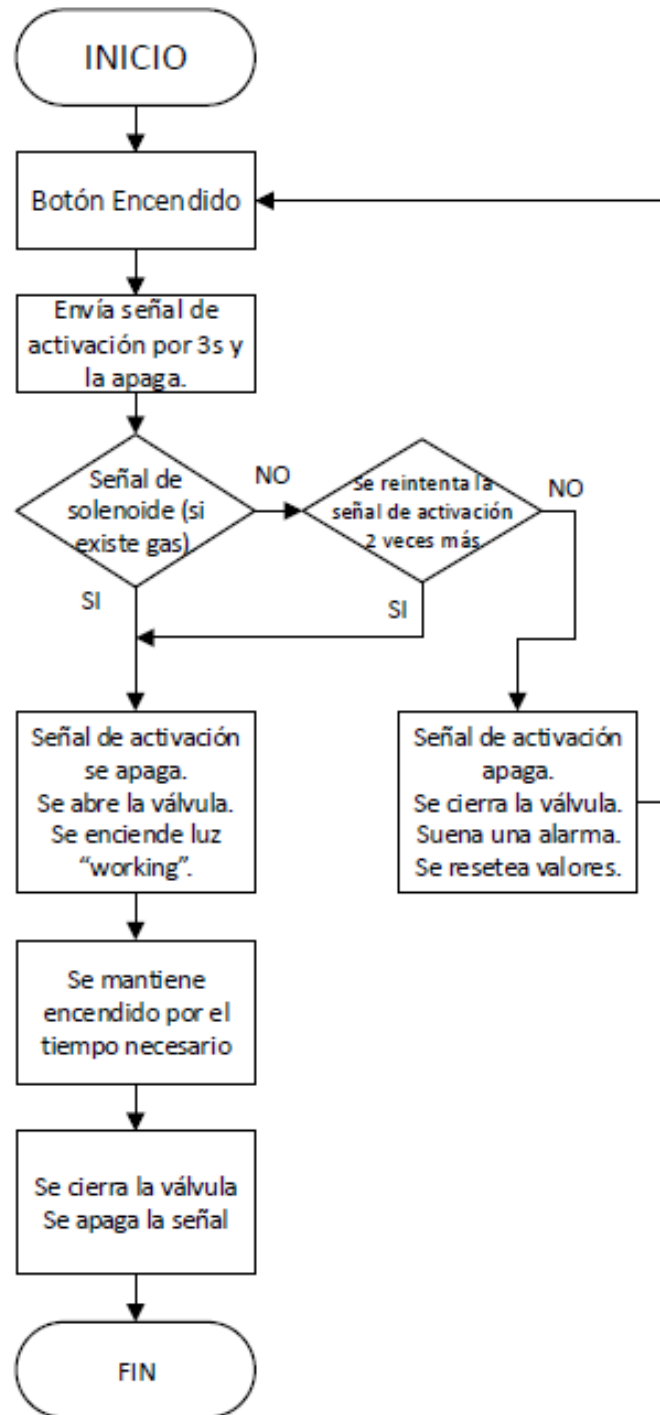 INICIO
Botón Encendido
Envía señal de
activación por 3s y
la apaga.
Señal de
solenoide (si
existe gas)
NO
Se reintenta la
señal de activación
2 veces más
NO
SI
SI
Señal de activación
se apaga.
Se abre la válvula.
Se enciende luz
“working”.
Señal de activación
apaga.
Se cierra la válvula.
Suena una alarma.
Se resetea valores.
Se mantiene
encendido por el
tiempo necesario
Se cierra la válvula
Se apaga la señal
FIN